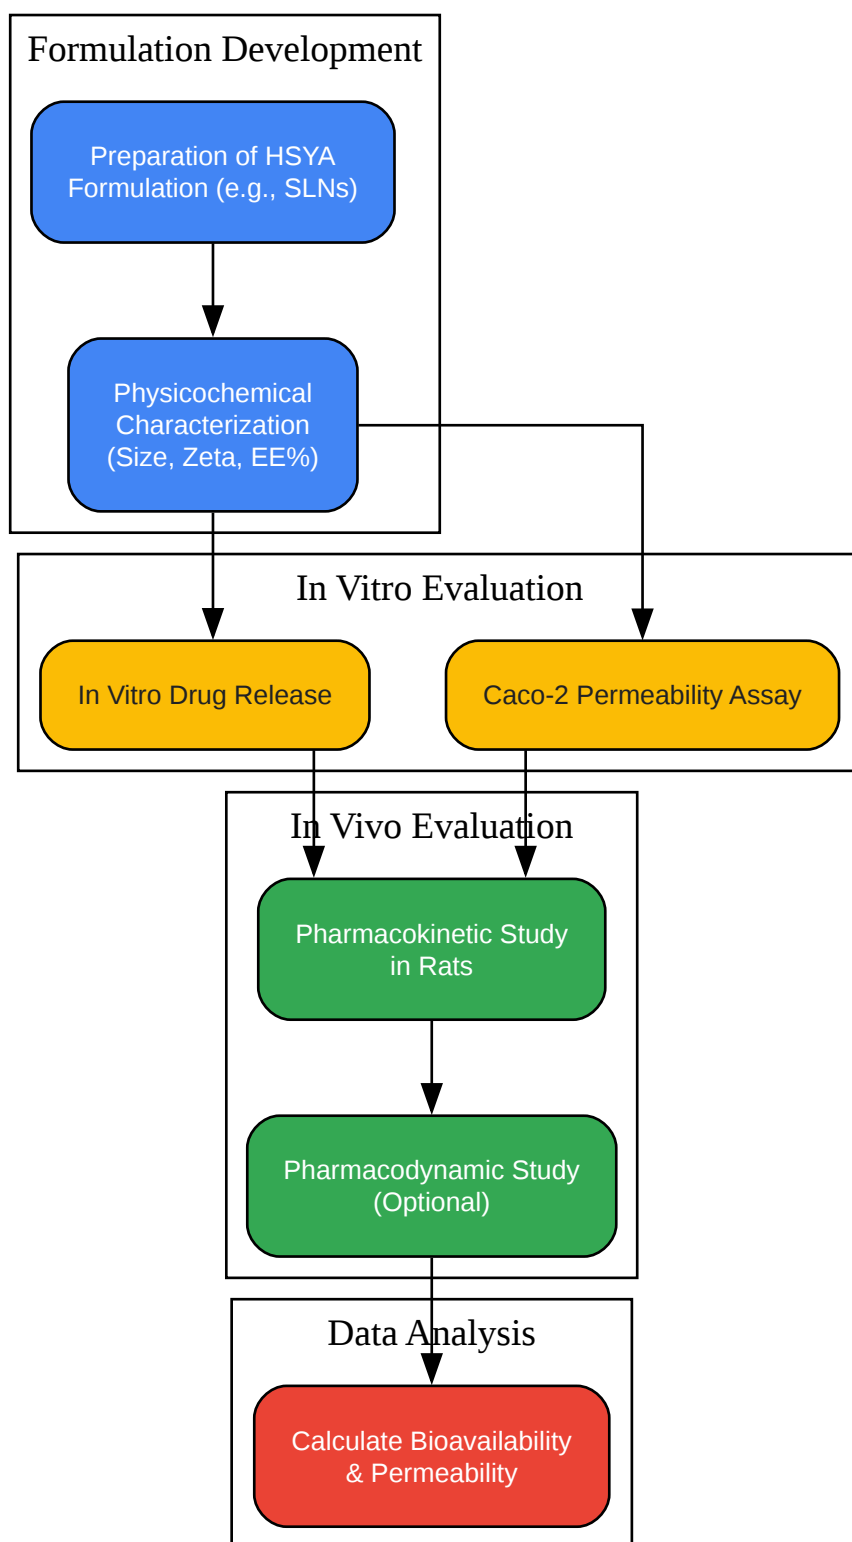 Formulation Development
Preparation of HSYA
Formulation (e.g., SLNs)
Physicochemical
Characterization
(Size, Zeta, EE%)
In Vitro Evaluation
In Vitro Drug Release
Caco-2 Permeability Assay
In Vivo Evaluation
Pharmacokinetic Study
in Rats
Pharmacodynamic Study
(Optional)
Data Analysis
Calculate Bioavailability
& Permeability